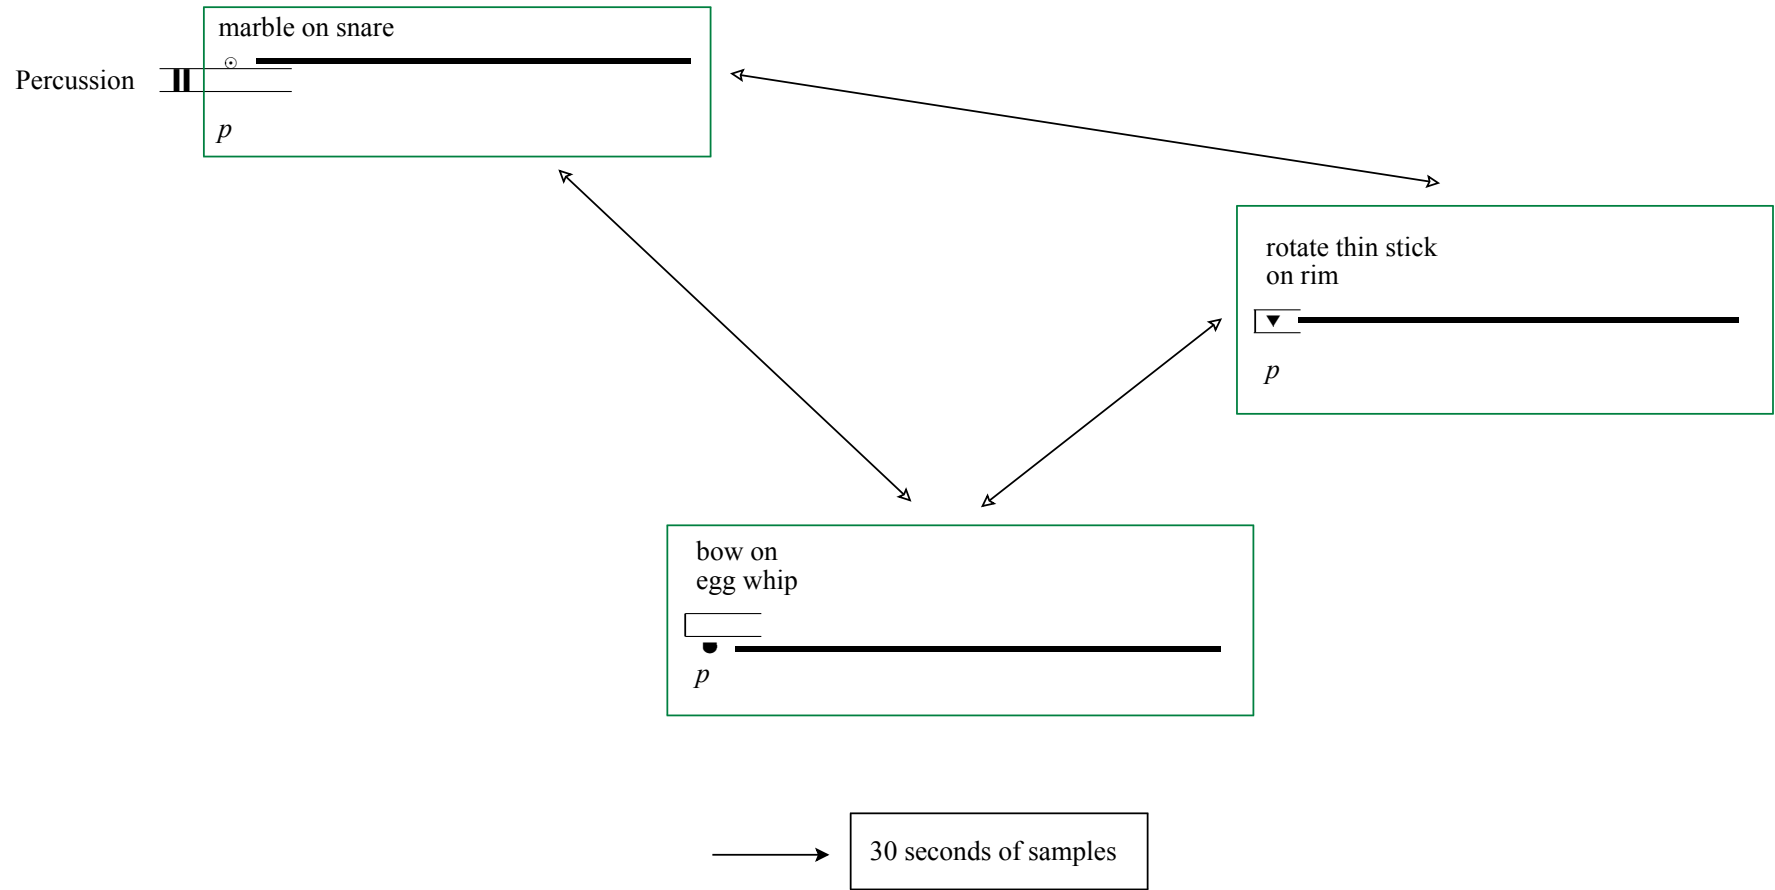 marble on snare
Percussion
p
rotate thin stick
on rim
p
bow on
egg whip
p
30 seconds of samples